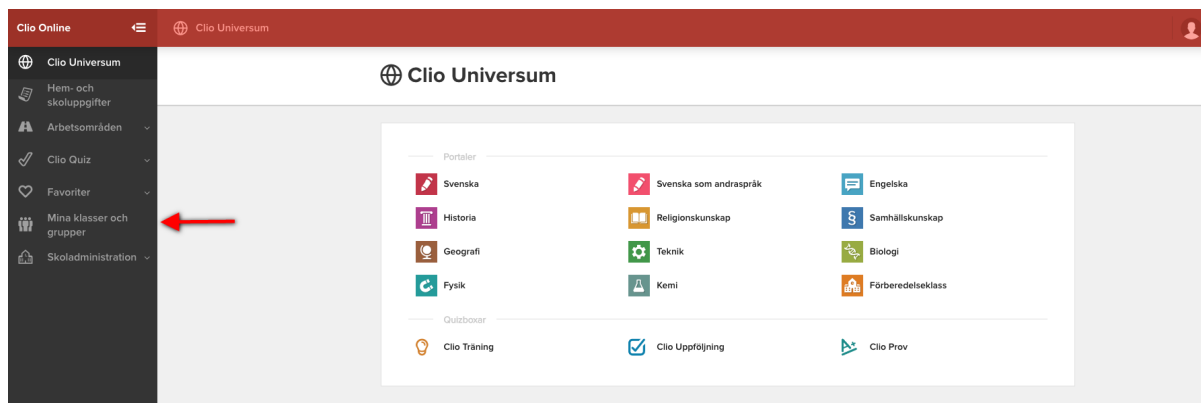 Clio Online
Clio Universum
Clio Universum
Hem- och
skoluppgifter
Arbetsområden
Clio Quiz
Favoriter
Mina klasser och
grupper
Skoladministration
Clio Universum
Portaler
Svenska
Svenska som andraspråk
Engelska
Historia
Religionskunskap
§ Samhällskunskap
Geografi
Teknik
Biologi
Fysik
Kemi
Förberedelseklass
Quizboxar
Clio Träning
Clio Uppföljning
A+ Clio Prov